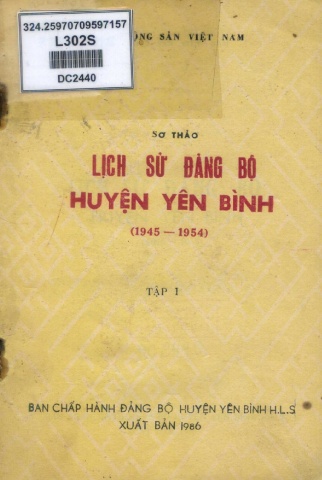 324.25970709597157
L302S
DC2440
ỘNG SẢN VIỆT NAM
SƠ THẢO
LỊCH SỬ ĐẢNG BỘ
HUYỆN YÊN BÌNH
(1945 — 1954)
TẬP I
BAN CHẤP HÀNH ĐẢNG BỘ HUYỆN YÊN BÌNH H.L.S
XUẤT BẢN 1986